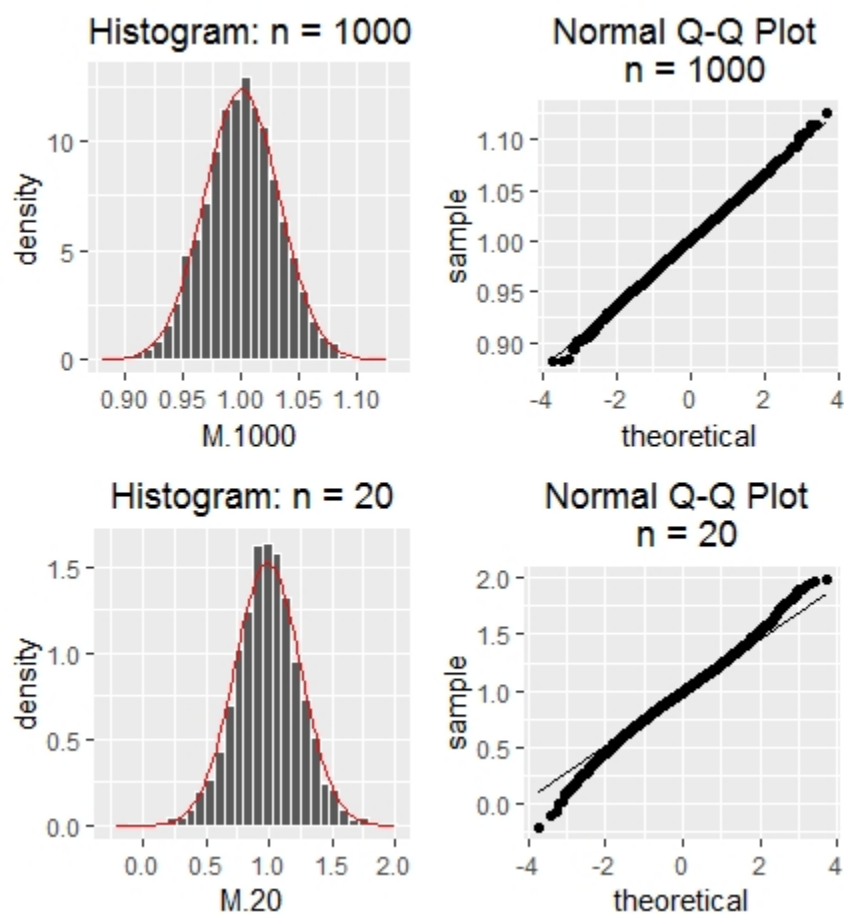 Histogram: n = 1000
density
10
5
0
0.90 0.95 1.00 1.05 1.10
M.1000
Normal Q-Q Plot
n = 1000
sample
1.10
1.05
1.00
0.95
0.90
-4 -2 0 2 4
theoretical
Histogram: n = 20
density
1.5
1.0
0.5
0.0
0.0 0.5 1.0 1.5 2.0
M.20
Normal Q-Q Plot
n = 20
sample
2.0
1.5
1.0
0.5
0.0
-4 -2 0 2 4
theoretical